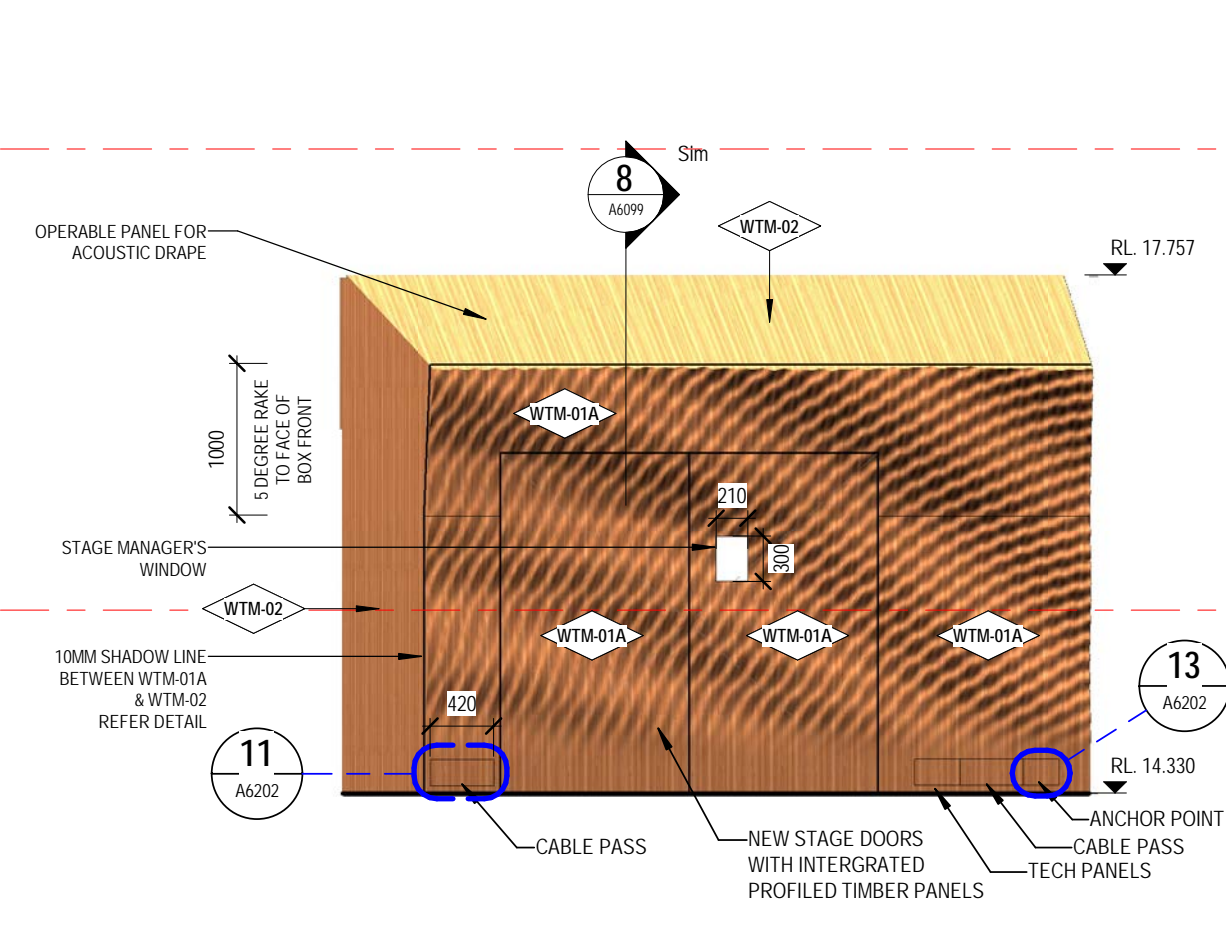 Sim
8
A6099
WTM-02
OPERABLE PANEL FOR
ACOUSTIC DRAPE
RL. 17.757
1000
5 DEGREE RAKE
TO FACE OF
BOX FRONT
WTM-01A
210
300
STAGE MANAGER'S
WINDOW
WTM-02
WTM-01A
WTM-01A
WTM-01A
10MM SHADOW LINE
BETWEEN WTM-01A
& WTM-02
REFER DETAIL
420
13
A6202
11
A6202
RL. 14.330
ANCHOR POINT
CABLE PASS
TECH PANELS
CABLE PASS
NEW STAGE DOORS
WITH INTERGRATED
PROFILED TIMBER PANELS